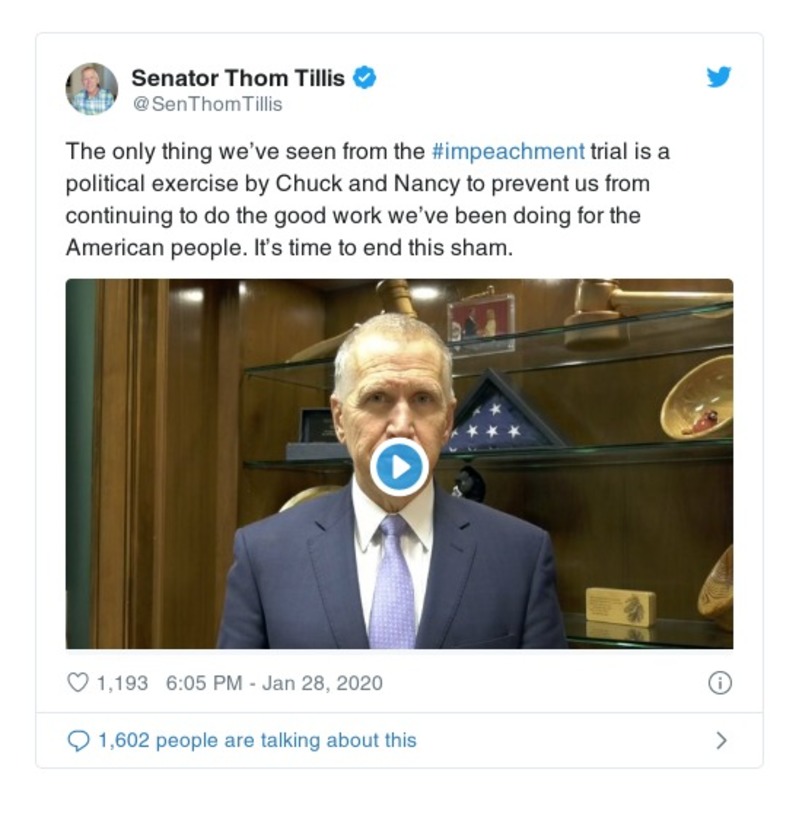 Senator Thom Tillis
@SenThomTillis
The only thing we’ve seen from the #impeachment trial is a
political exercise by Chuck and Nancy to prevent us from
continuing to do the good work we’ve been doing for the
American people. It’s time to end this sham.
1,193 6:05 PM - Jan 28, 2020
1,602 people are talking about this